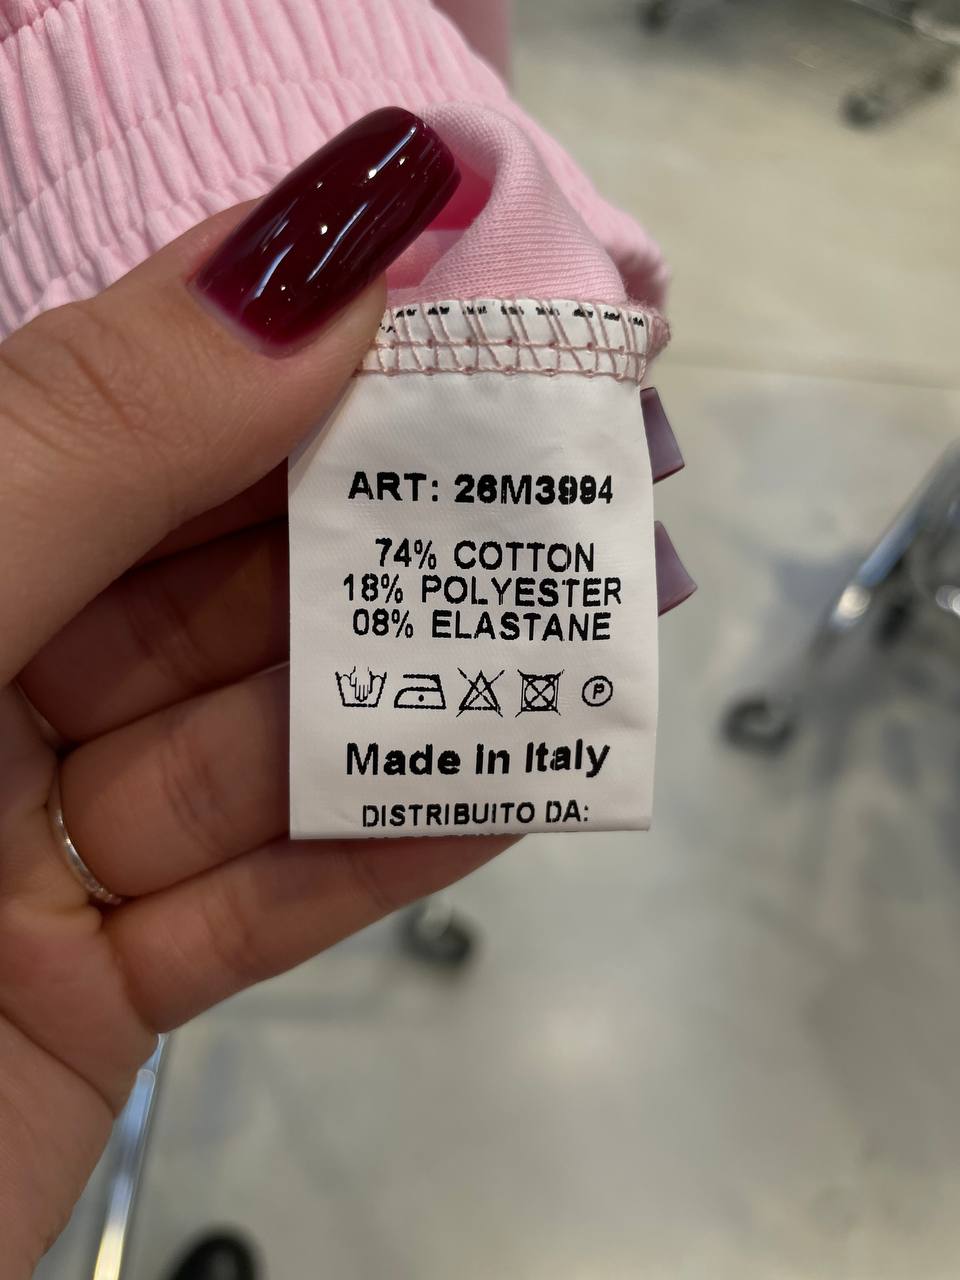 ART: 26M3994
74% COTTON
18% POLYESTER
08% ELASTANE
P
Made in Italy
DISTRIBUITO DA: